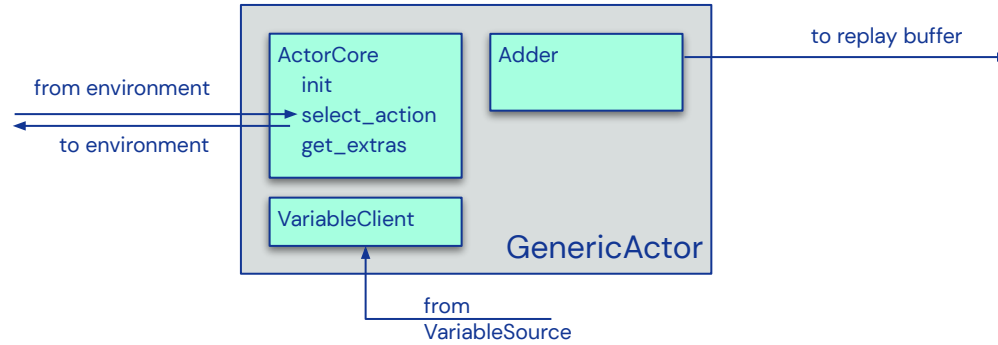 ActorCore
init
select_action
get_extras
Adder
to replay buffer
from environment
to environment
VariableClient
GenericActor
from
VariableSource